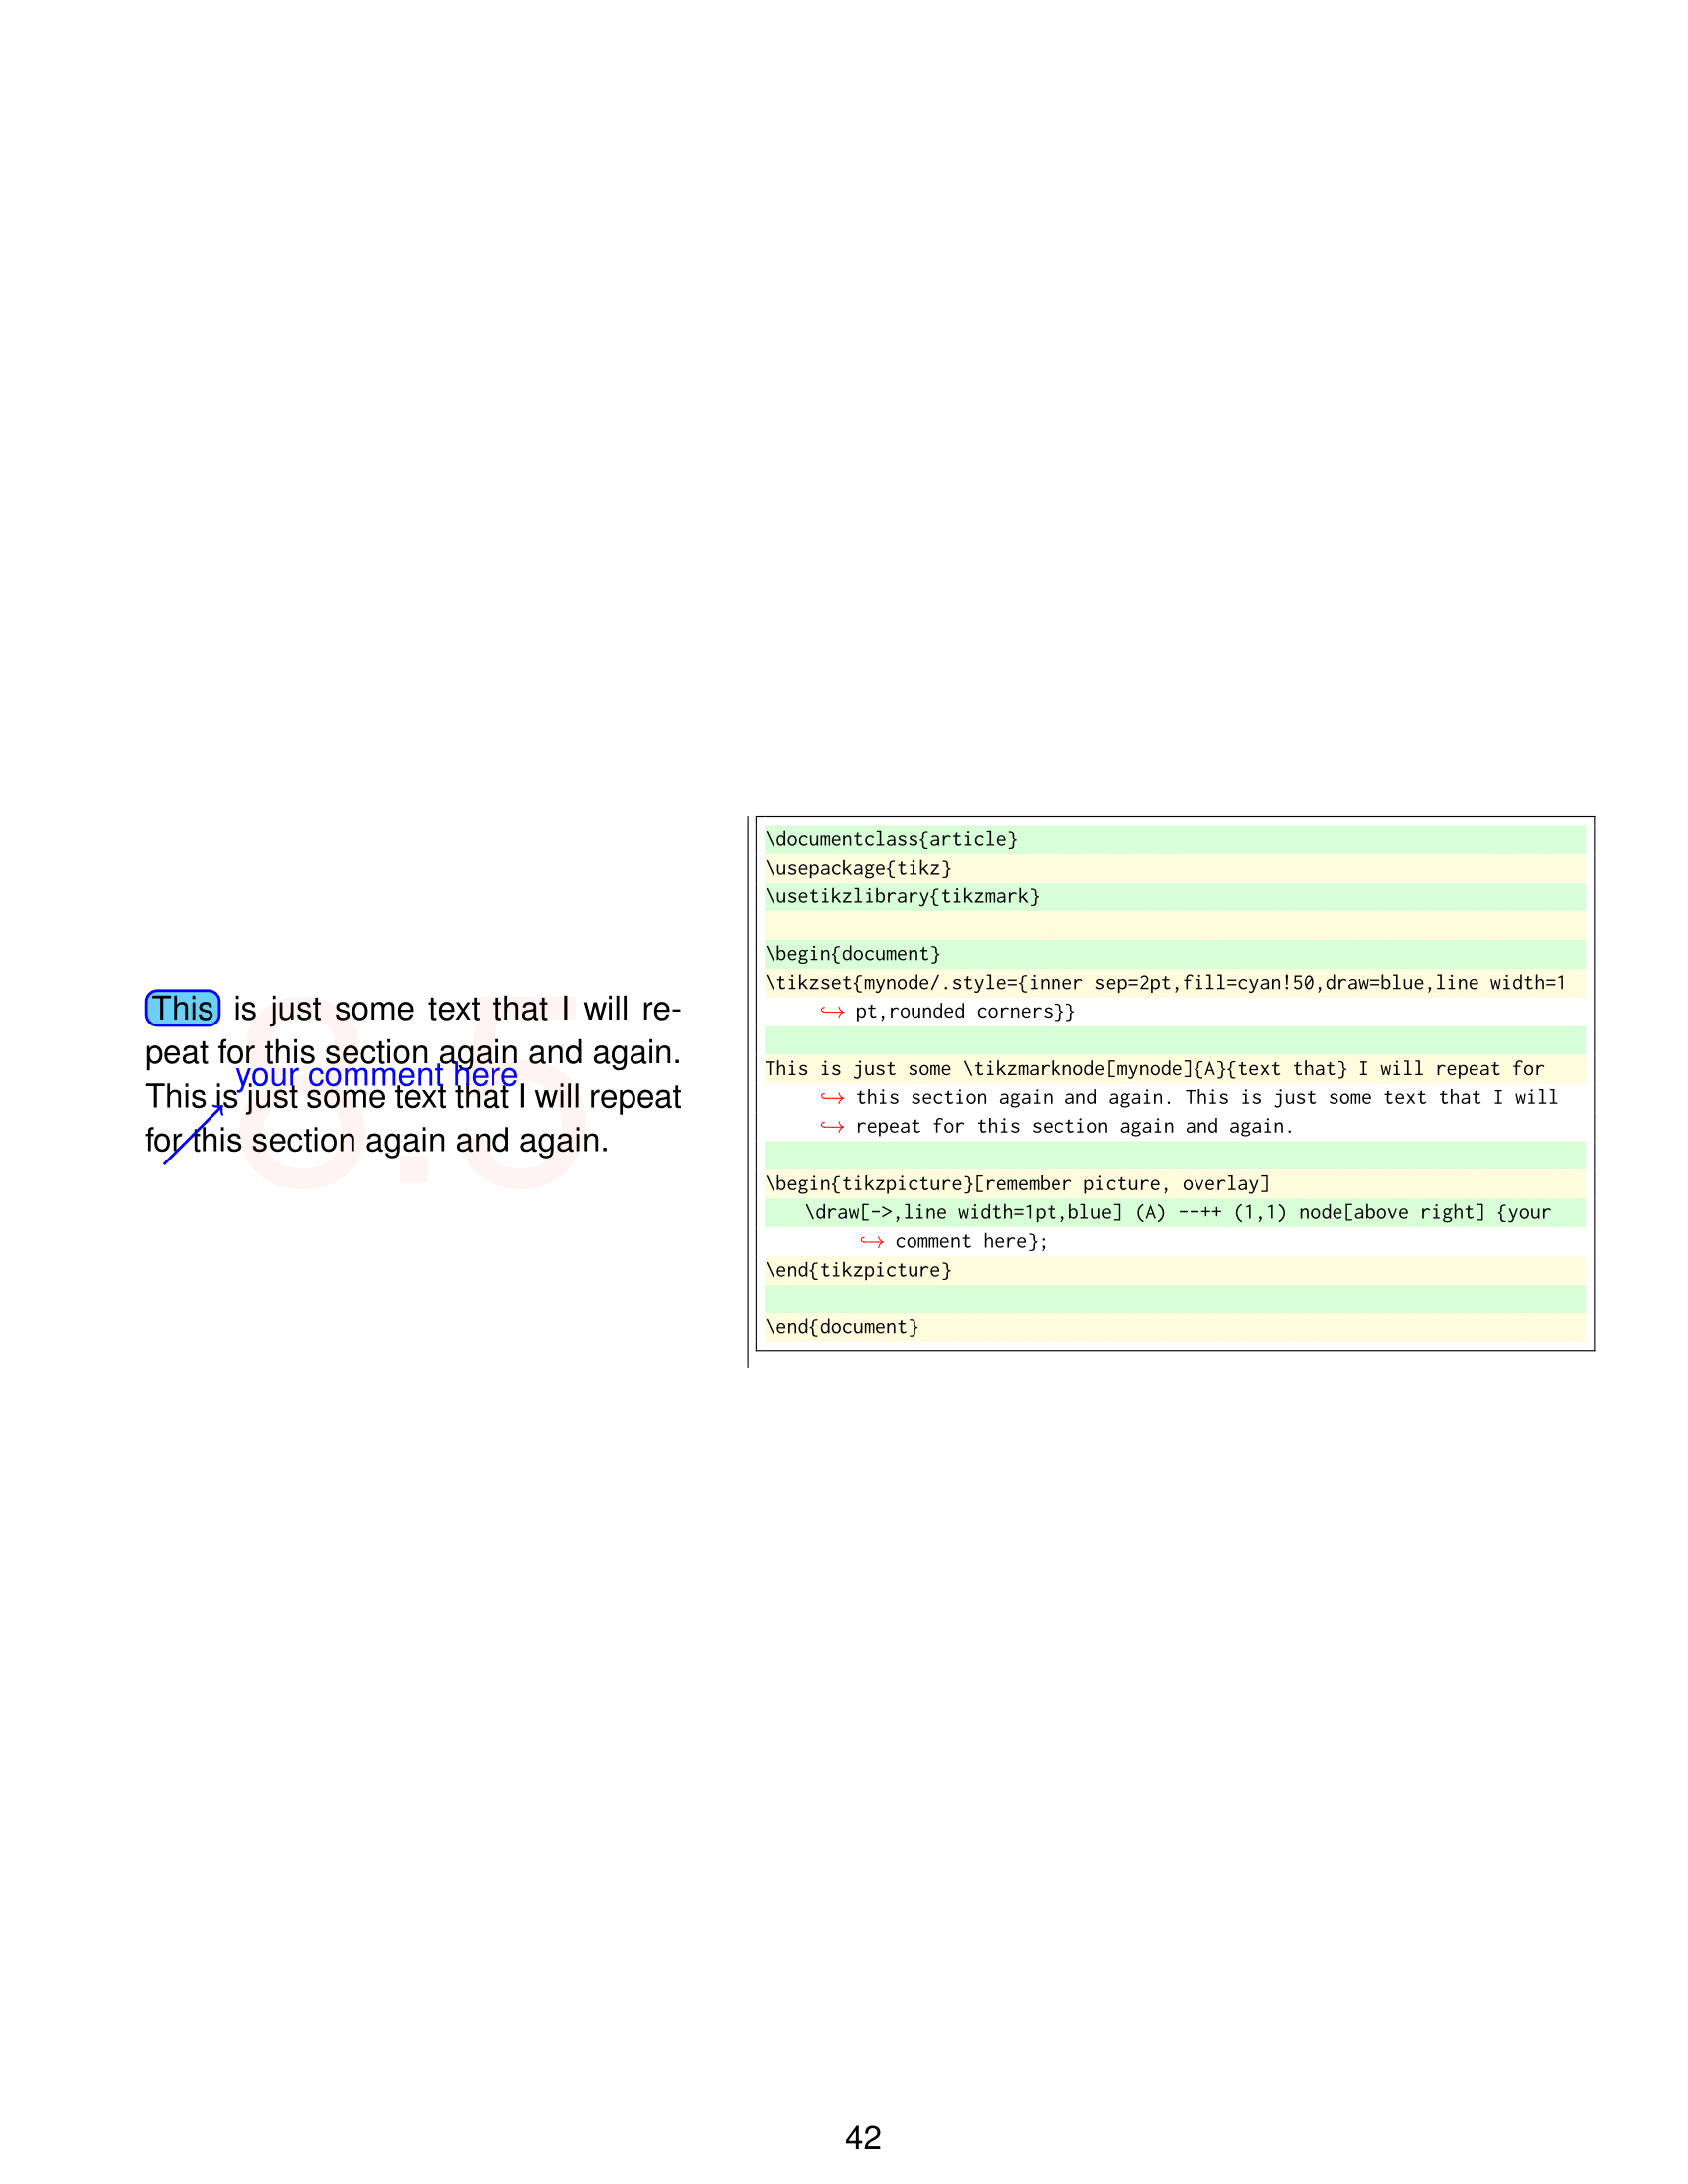 This is just some text that I will re-
peat for this section again and again.
your comment here
This is just some text that I will repeat
for this section again and again.
8.5
\documentclass{article}
\usepackage{tikz}
\usetikzlibrary{tikzmark}
\begin{document}
\tikzset{mynode/.style={inner sep=2pt,fill=cyan!50,draw=blue,line width=1
↪ pt,rounded corners}}
This is just some \tikzmarknode[mynode]{A}{text that} I will repeat for
↪ this section again and again. This is just some text that I will
↪ repeat for this section again and again.
\begin{tikzpicture}[remember picture, overlay]
\draw[->,line width=1pt,blue] (A) --++ (1,1) node[above right] {your
↪ comment here};
\end{tikzpicture}
\end{document}
42